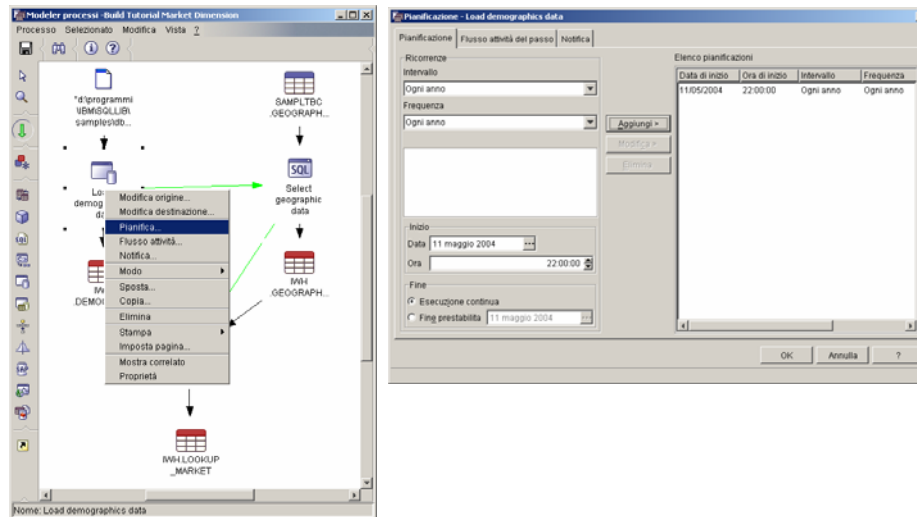 Modeler processi -Build Tutorial Market Dimension
Processo Selezionato Modifica Vista ?
"d:\programmi
\IBM\SQLLIB\
samples\db...
SAMPLTBC
.GEOGRAPH...
SQL
Select
geographic
data
Modifica origine...
Modifica destinazione...
Pianifica...
Flusso attività...
Notifica...
Modo
Sposta...
Copia...
Elimina
Stampa
Imposta pagina...
Mostra correlato
Proprietà
IWH
.GEOGRAPH...
IWH.LOOKUP
_MARKET
Nome: Load demographics data
Pianificazione - Load demographics data
Pianificazione Flusso attività del passo Notifica
Ricorrenze
Intervallo
Ogni anno
Frequenza
Ogni anno
Aggiungi >
Modifica >
Elimina
Inizio
Data 11 maggio 2004 ...
Ora 22:00:00
Fine
Esecuzione continua
Fine prestabilita 11 maggio 2004 ...
Elenco pianificazioni
Data di inizio Ora di inizio Intervallo Frequenza
11/05/2004 22:00:00 Ogni anno Ogni anno
OK Annulla ?